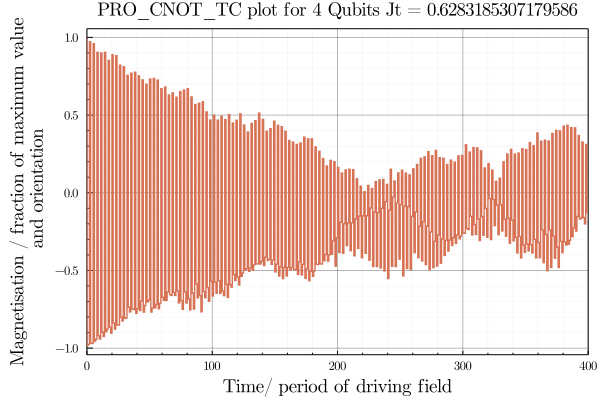 PRO_CNOT_TC plot for 4 Qubits Jt = 0.6283185307179586
Magnetisation / fraction of maximum value
and orientation
1.0
0.5
0.0
−0.5
−1.0
0 100 200 300 400
Time/ period of driving field